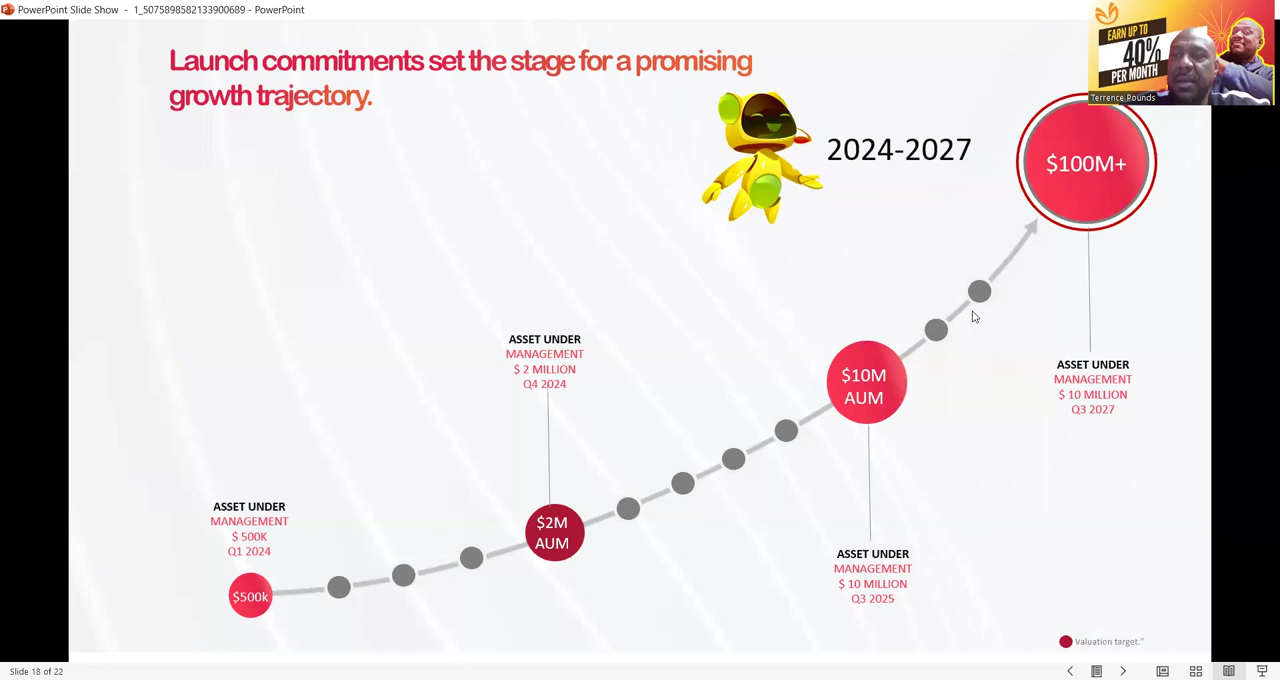 PowerPoint Slide Show - 1_5075898582133900689 - PowerPoint
Launch commitments set the stage for a promising
growth trajectory.
EARN UP TO
40%
PER MONTH
Terrence Pounds
2024-2027
$100M+
ASSET UNDER
MANAGEMENT
$ 2 MILLION
Q4 2024
$10M
AUM
ASSET UNDER
MANAGEMENT
$ 10 MILLION
Q3 2027
ASSET UNDER
MANAGEMENT
$ 500K
Q1 2024
$2M
AUM
ASSET UNDER
MANAGEMENT
$ 10 MILLION
Q3 2025
$500k
Valuation target.”
Slide 18 of 22